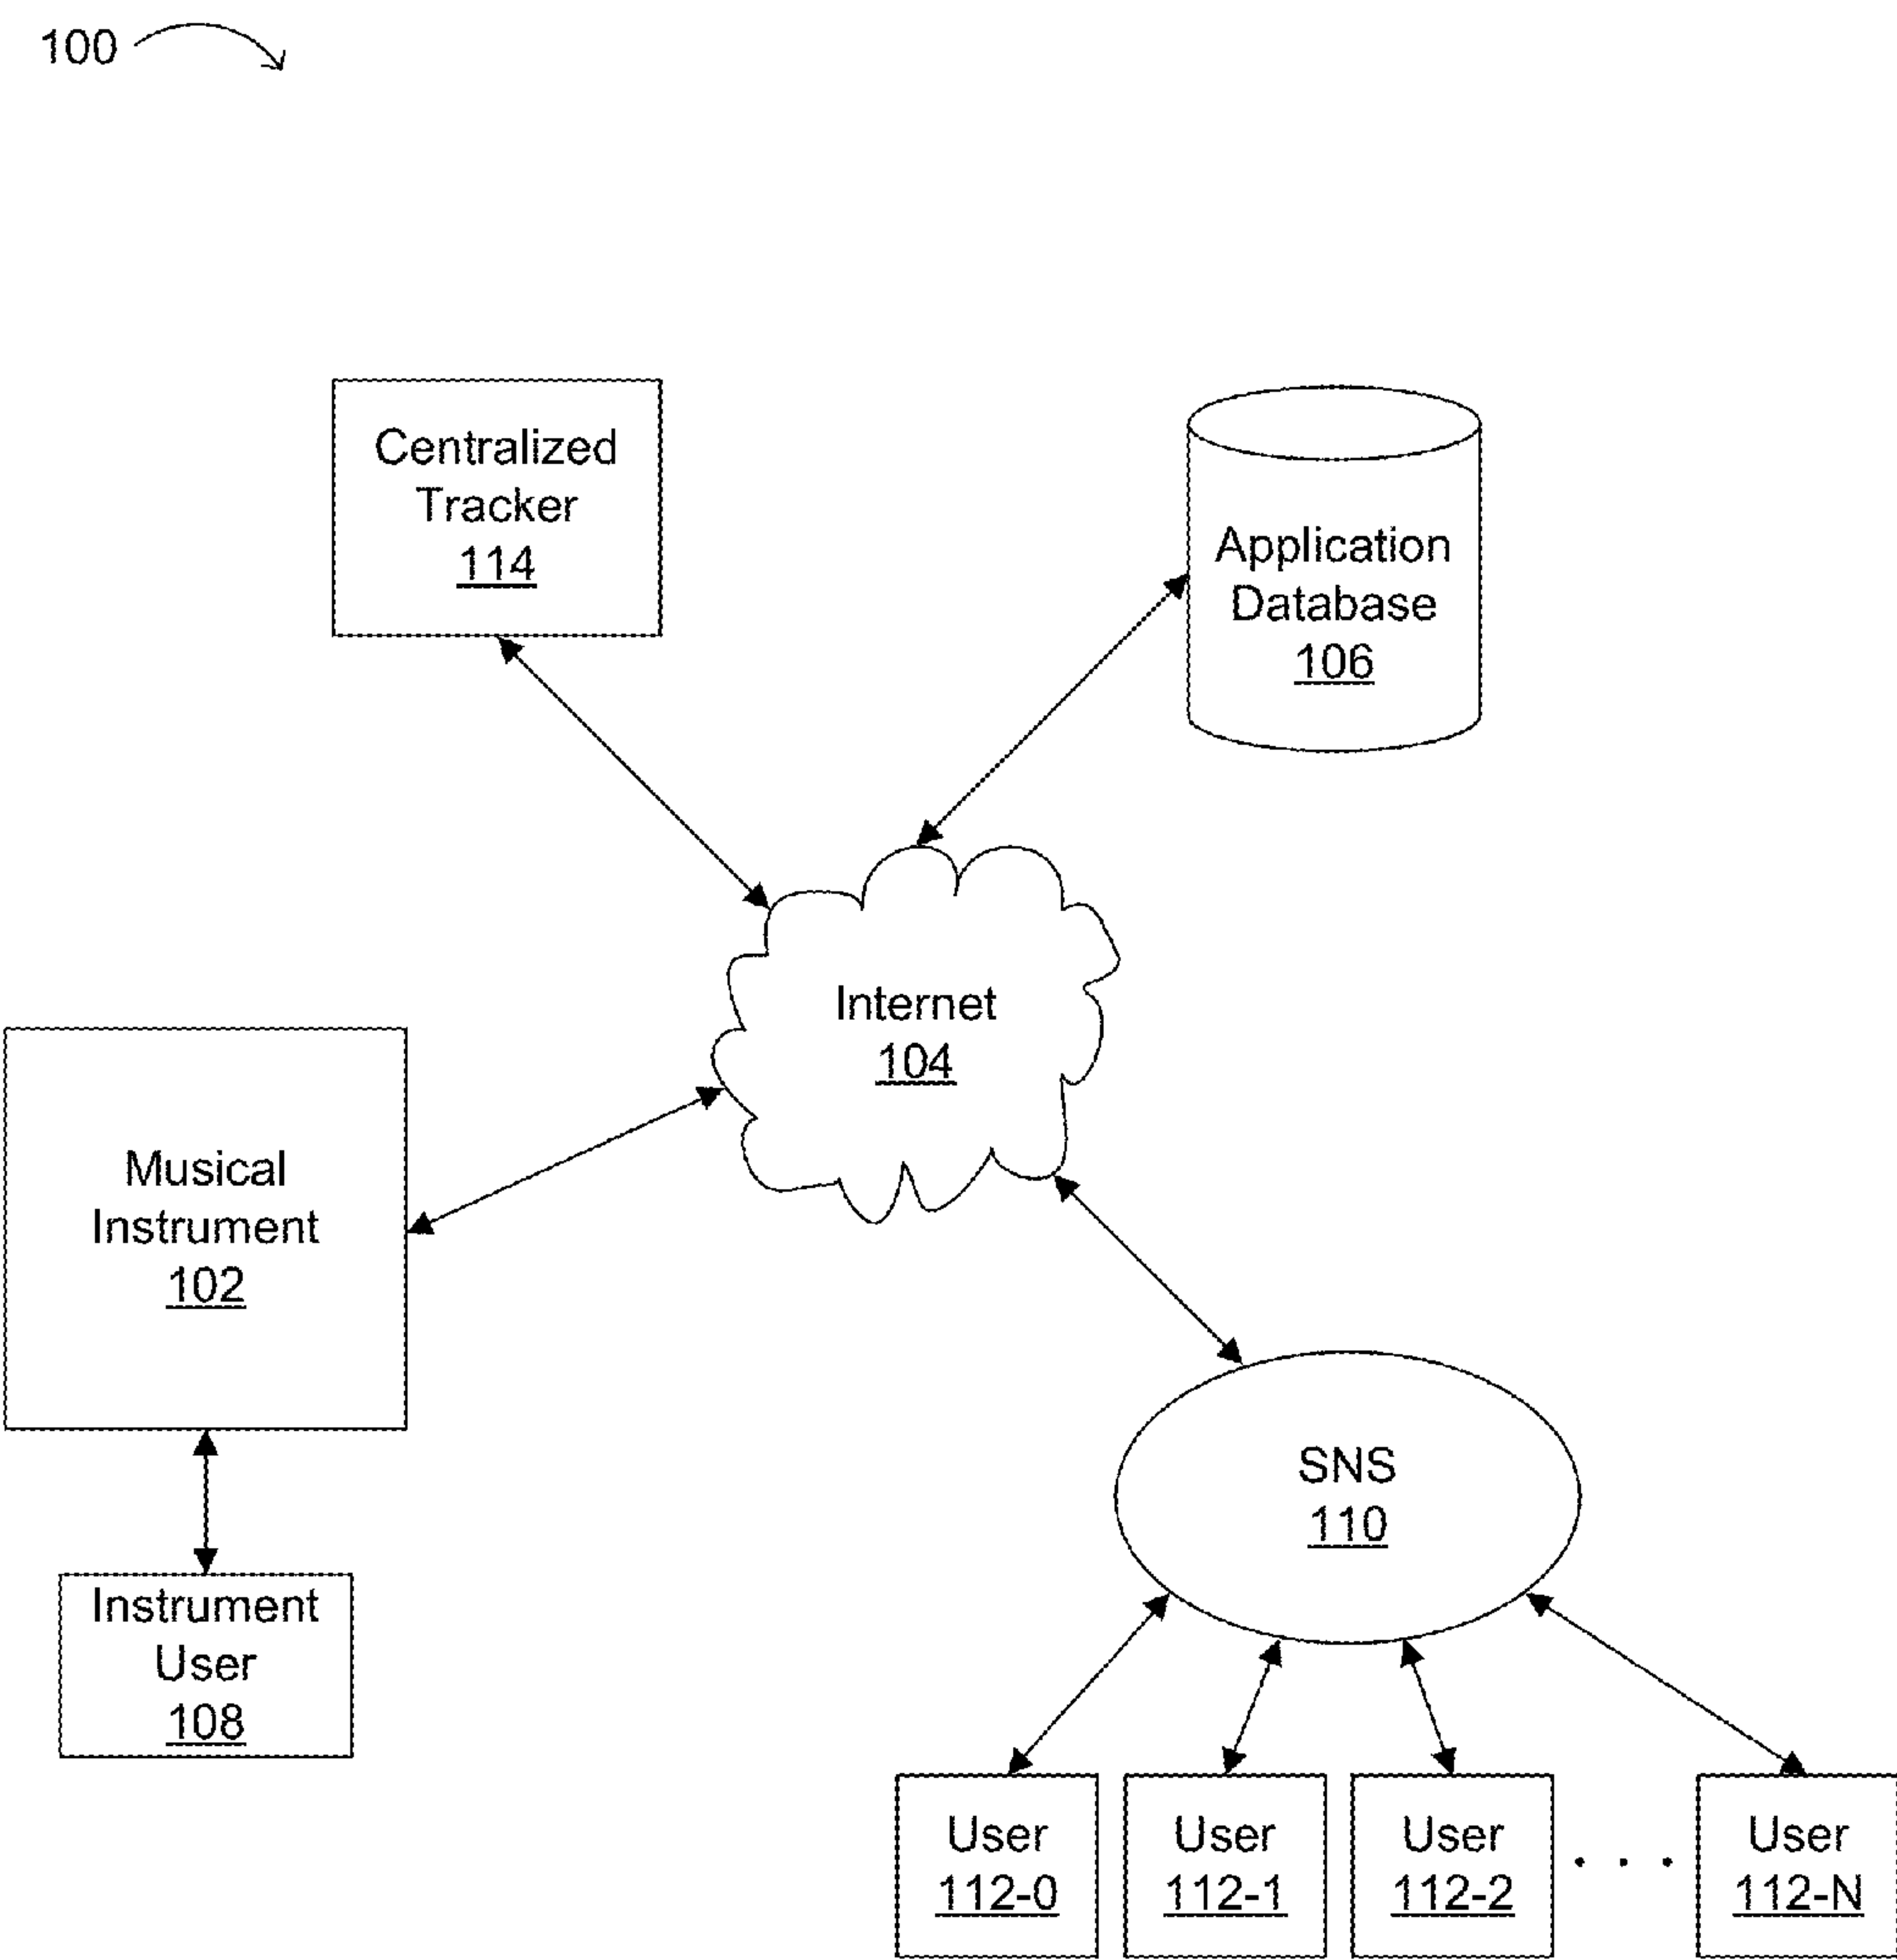 100
Centralized
Tracker
114
Application
Database
106
Internet
104
Musical
Instrument
102
SNS
110
Instrument
User
108
User
112-0
User
112-1
User
112-2
. . .
User
112-N